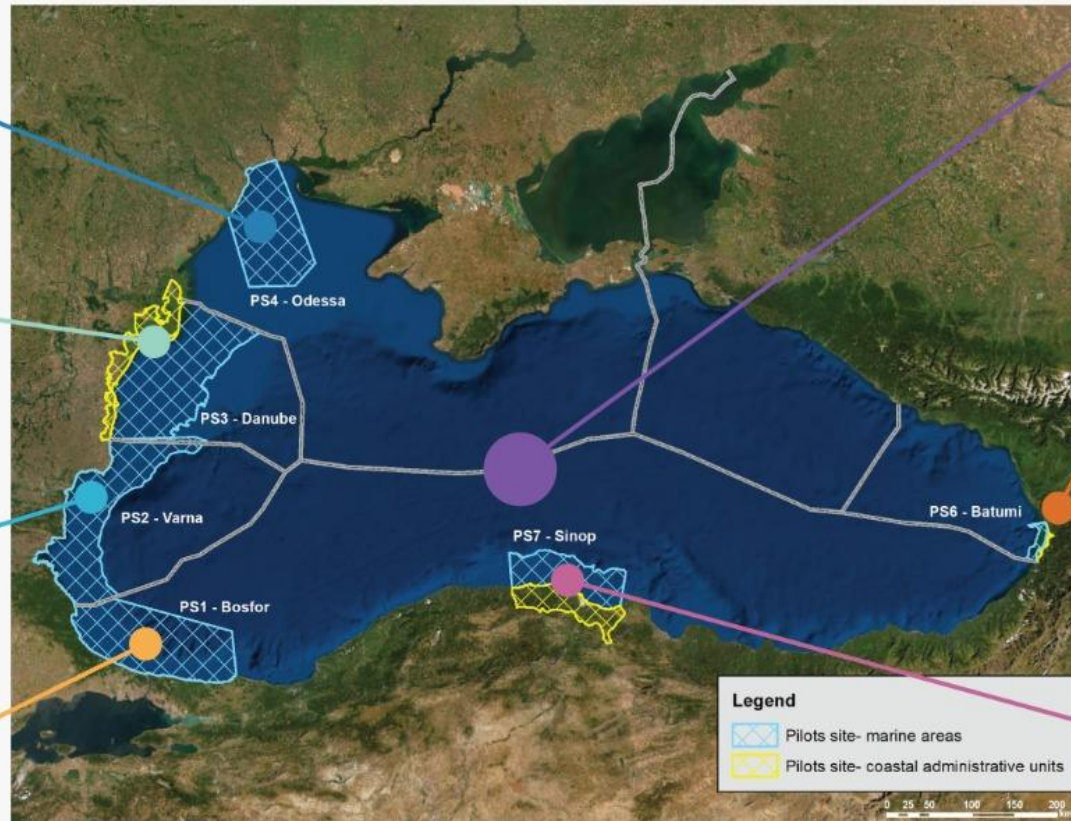 PS4 - Odessa
PS3 - Danube
PS2 - Varna
PS7 - Sinop
PS6 - Batumi
PS1 - Bosfor
Legend
Pilots site- marine areas
Pilots site- coastal administrative units
0 25 50 100 150 200